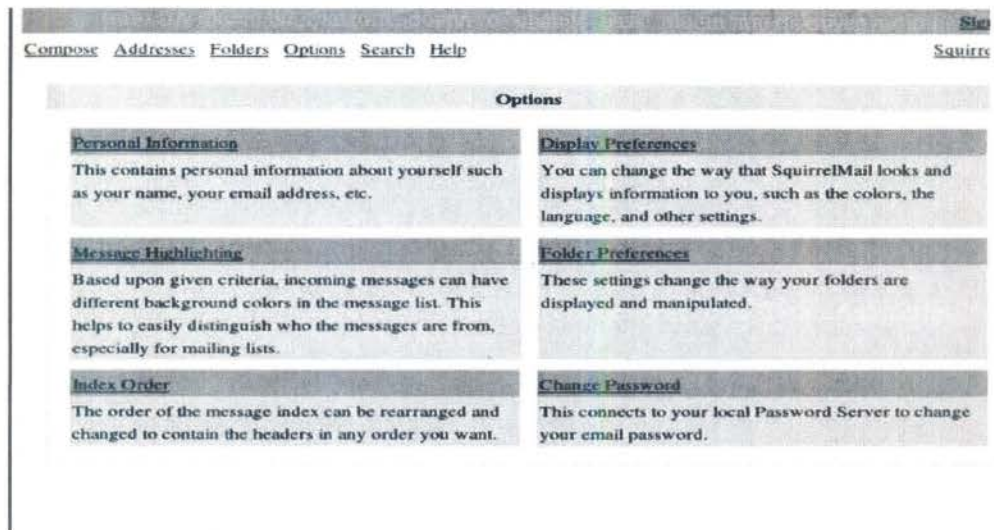 Sig
Compose Addresses Folders Options Search Help Squirre
Options
Personal Information
This contains personal information about yourself such
as your name, your email address, etc.
Display Preferences
You can change the way that SquirrelMail looks and
displays information to you, such as the colors, the
language, and other settings.
Message Highlighting
Based upon given criteria, incoming messages can have
different background colors in the message list. This
helps to easily distinguish who the messages are from,
especially for mailing lists.
Folder Preferences
These settings change the way your folders are
displayed and manipulated.
Index Order
The order of the message index can be rearranged and
changed to contain the headers in any order you want.
Change Password
This connects to your local Password Server to change
your email password.